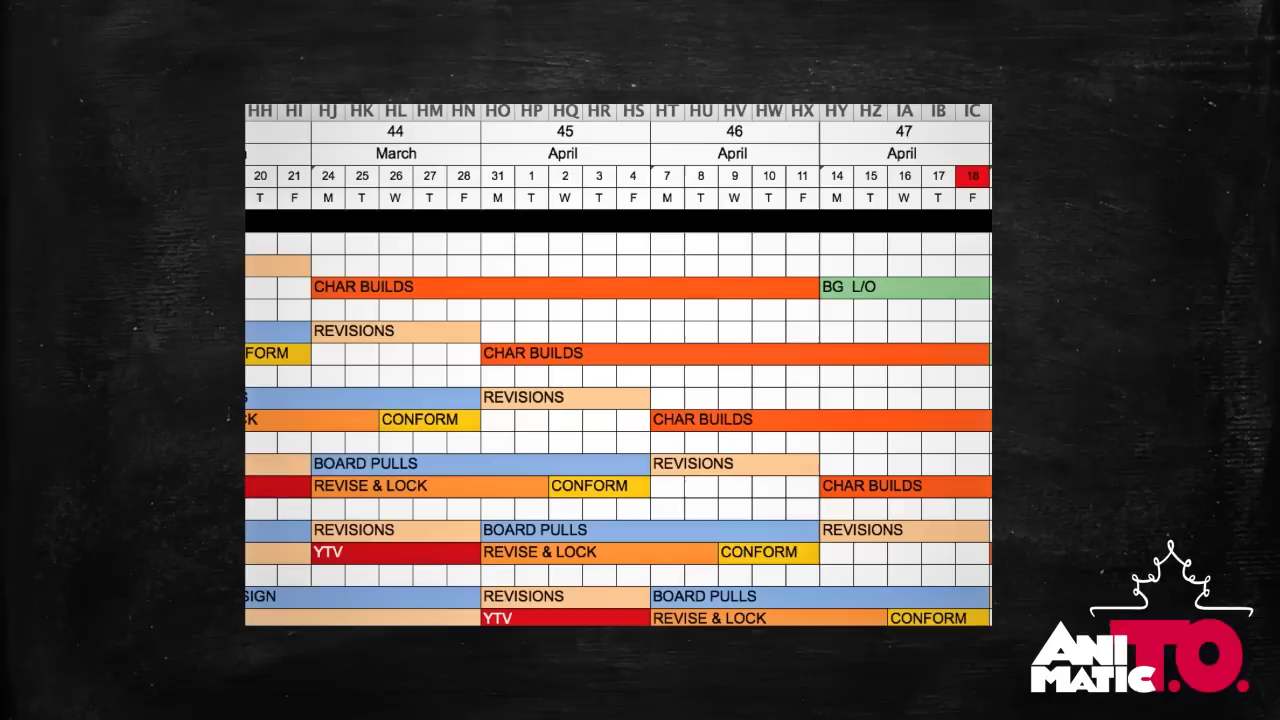 HH HI HJ HK HL HM HN HO HP HQ HR HS HT HU HV HW HX HY HZ IA IB IC
44 45 46 47
March April April April
20 21 24 25 26 27 28 31 1 2 3 4 7 8 9 10 11 14 15 16 17 18
T F M T W T F M T W T F M T W T F M T W T F
CHAR BUILDS BG L/O
REVISIONS
FORM CHAR BUILDS
REVISIONS
CONFORM CHAR BUILDS
BOARD PULLS REVISIONS
REVISE & LOCK CONFORM CHAR BUILDS
REVISIONS BOARD PULLS REVISIONS
YTV REVISE & LOCK CONFORM
SIGN REVISIONS BOARD PULLS
YTV REVISE & LOCK CONFORM
ANI T.O.
MATIC